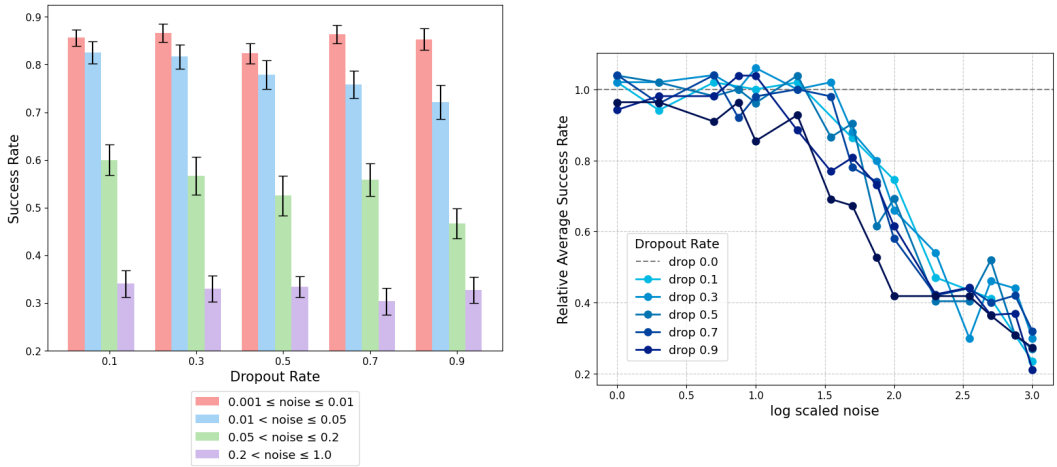 0.9
0.8
0.7
0.6
0.5
0.4
0.3
0.2
Success Rate
0.1 0.3 0.5 0.7 0.9
Dropout Rate
0.001 ≤ noise ≤ 0.01
0.01 < noise ≤ 0.05
0.05 < noise ≤ 0.2
0.2 < noise ≤ 1.0
1.0
0.8
0.6
0.4
0.2
Relative Average Success Rate
Dropout Rate
drop 0.0
drop 0.1
drop 0.3
drop 0.5
drop 0.7
drop 0.9
0.0 0.5 1.0 1.5 2.0 2.5 3.0
log scaled noise